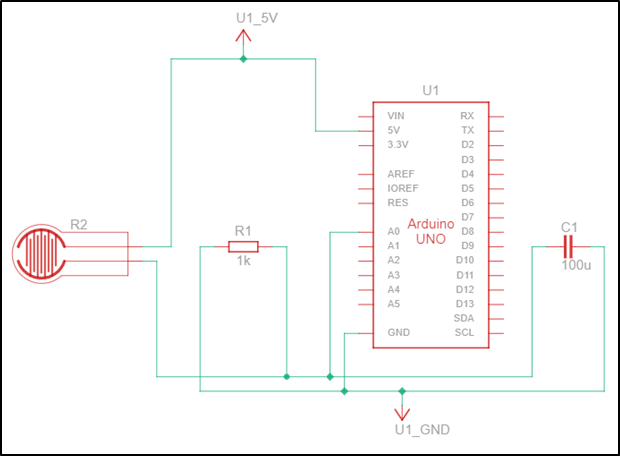 U1_5V
U1
VIN
5V
3.3V
AREF
IOREF
RES
A0
A1
A2
A3
A4
A5
GND
Arduino
UNO
RX
TX
D2
D3
D4
D5
D6
D7
D8
D9
D10
D11
D12
D13
SDA
SCL
R2
R1
1k
C1
100u
U1_GND